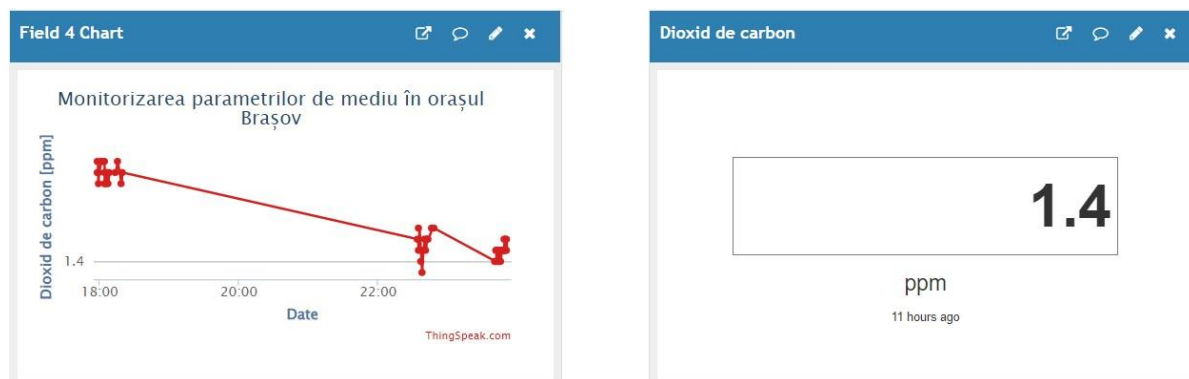 Field 4 Chart
Monitorizarea parametrilor de mediu în orașul
Brașov
Dioxid de carbon [ppm]
1.4
18:00 20:00 22:00
Date
ThingSpeak.com
Dioxid de carbon
1.4
ppm
11 hours ago